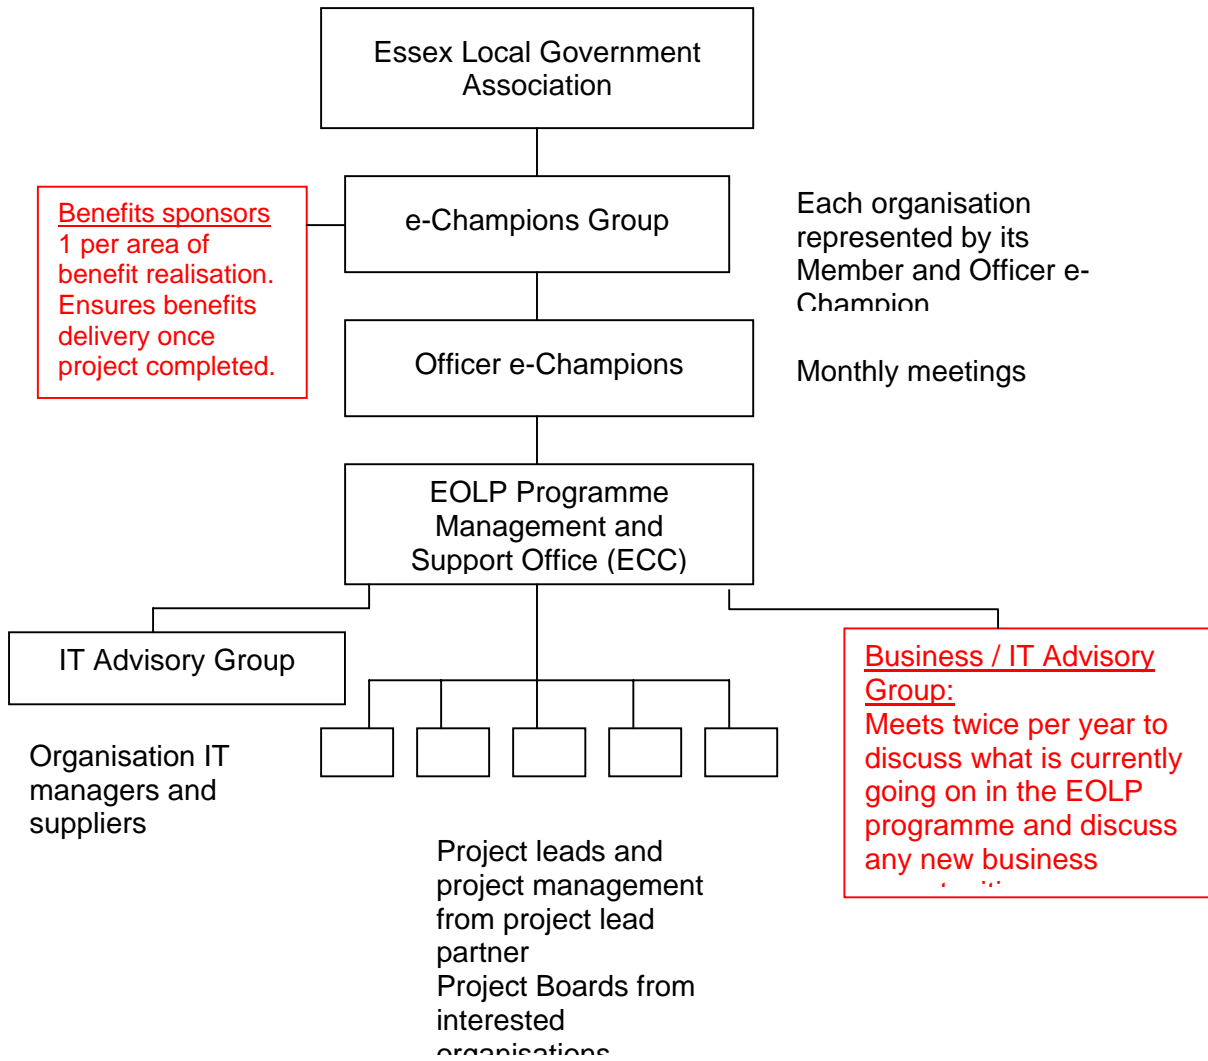 Essex Local Government
Association
Benefits sponsors
1 per area of
benefit realisation.
Ensures benefits
delivery once
project completed.
e-Champions Group
Each organisation
represented by its
Member and Officer e-
Champion
Officer e-Champions
Monthly meetings
EOLP Programme
Management and
Support Office (ECC)
IT Advisory Group
Organisation IT
managers and
suppliers
Business / IT Advisory
Group:
Meets twice per year to
discuss what is currently
going on in the EOLP
programme and discuss
any new business
Project leads and
project management
from project lead
partner
Project Boards from
interested
organisations